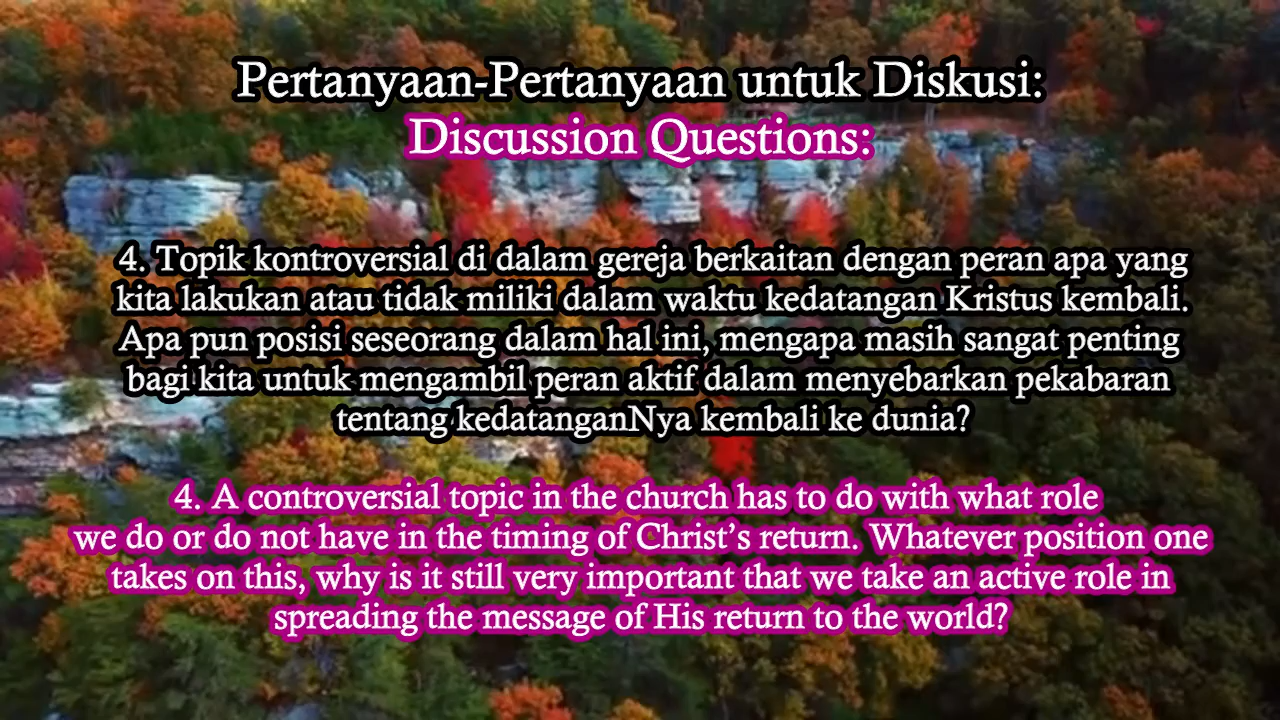 Pertanyaan-Pertanyaan untuk Diskusi:
Discussion Questions:
4. Topik kontroversial di dalam gereja berkaitan dengan peran apa yang
kita lakukan atau tidak miliki dalam waktu kedatangan Kristus kembali.
Apa pun posisi seseorang dalam hal ini, mengapa masih sangat penting
bagi kita untuk mengambil peran aktif dalam menyebarkan pekabaran
tentang kedatanganNya kembali ke dunia?
4. A controversial topic in the church has to do with what role
we do or do not have in the timing of Christ’s return. Whatever position one
takes on this, why is it still very important that we take an active role in
spreading the message of His return to the world?